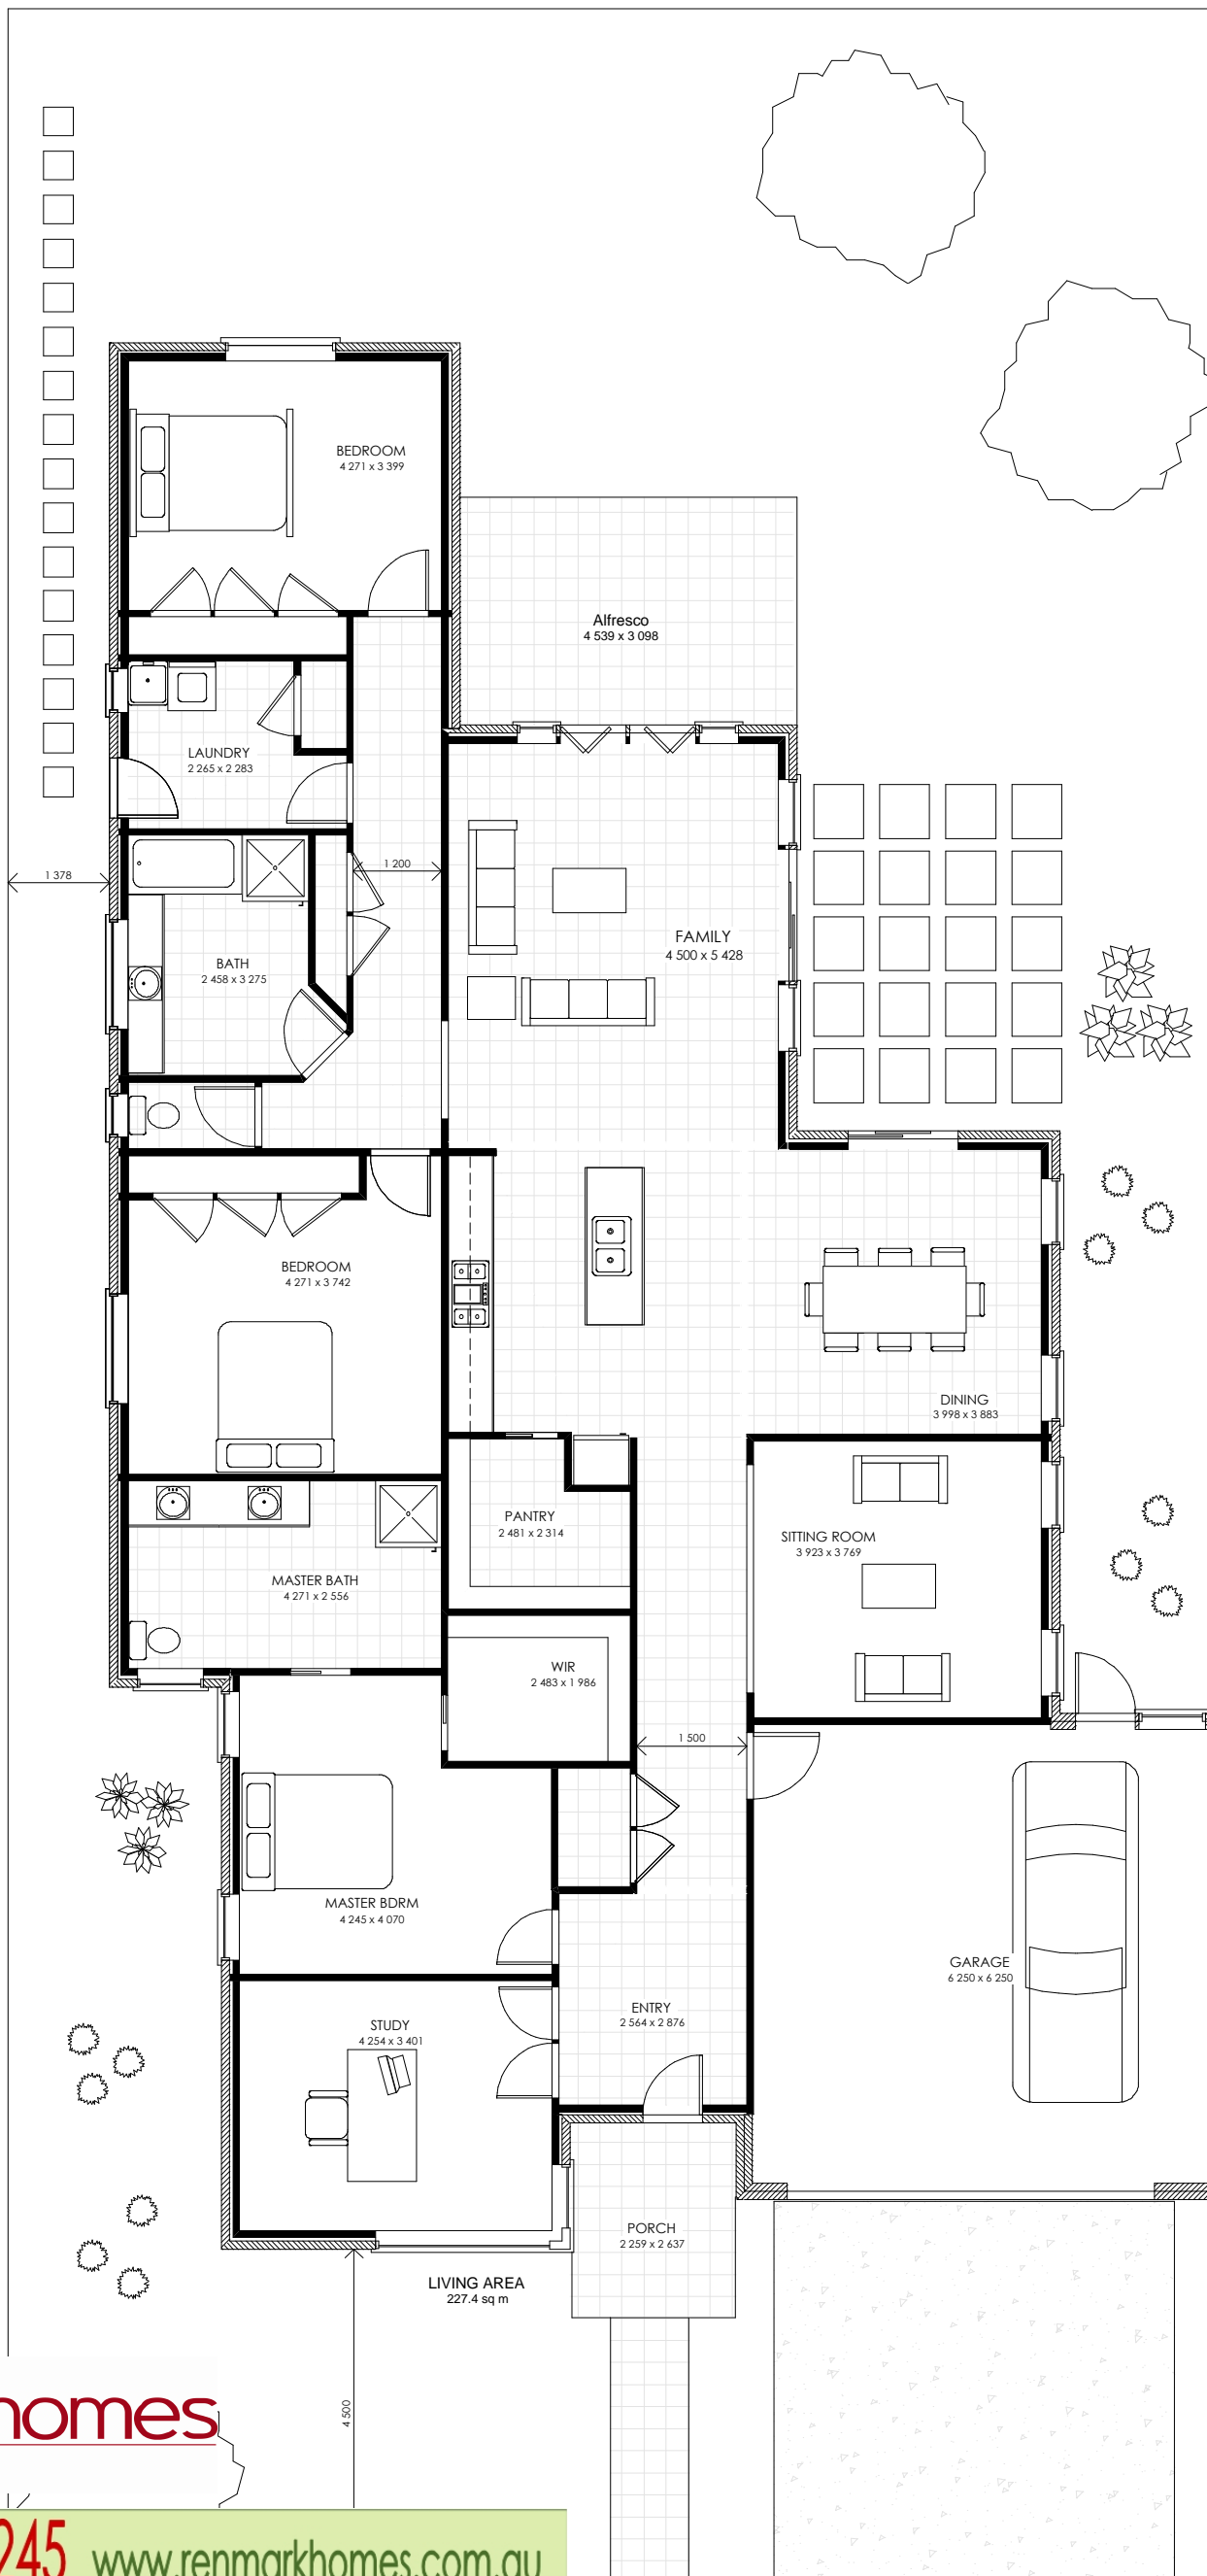 BEDROOM
4 271 x 3 399
Alfresco
4 539 x 3 098
LAUNDRY
2 265 x 2 283
1 378
1 200
BATH
2 458 x 3 275
FAMILY
4 500 x 5 428
BEDROOM
4 271 x 3 742
DINING
3 998 x 3 883
PANTRY
2 481 x 2 314
SITTING ROOM
3 923 x 3 769
MASTER BATH
4 271 x 2 556
WIR
2 483 x 1 986
1 500
MASTER BDRM
4 245 x 4 070
GARAGE
6 250 x 6 250
ENTRY
2 564 x 2 876
STUDY
4 254 x 3 401
PORCH
2 259 x 2 637
LIVING AREA
227.4 sq m
4 500
homes
245 www.renmarkhomes.com.au